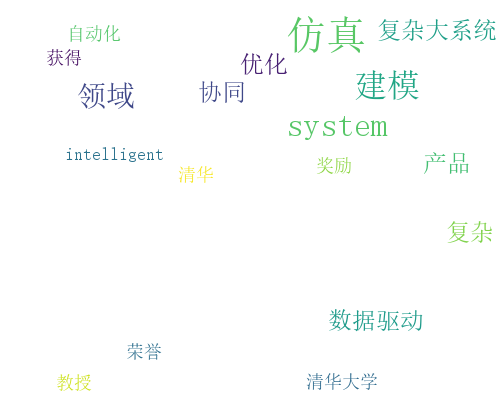 自动化
仿真
复杂大系统
获得
优化
领域
协同
建模
system
intelligent
清华
奖励
产品
复杂
数据驱动
荣誉
教授
清华大学